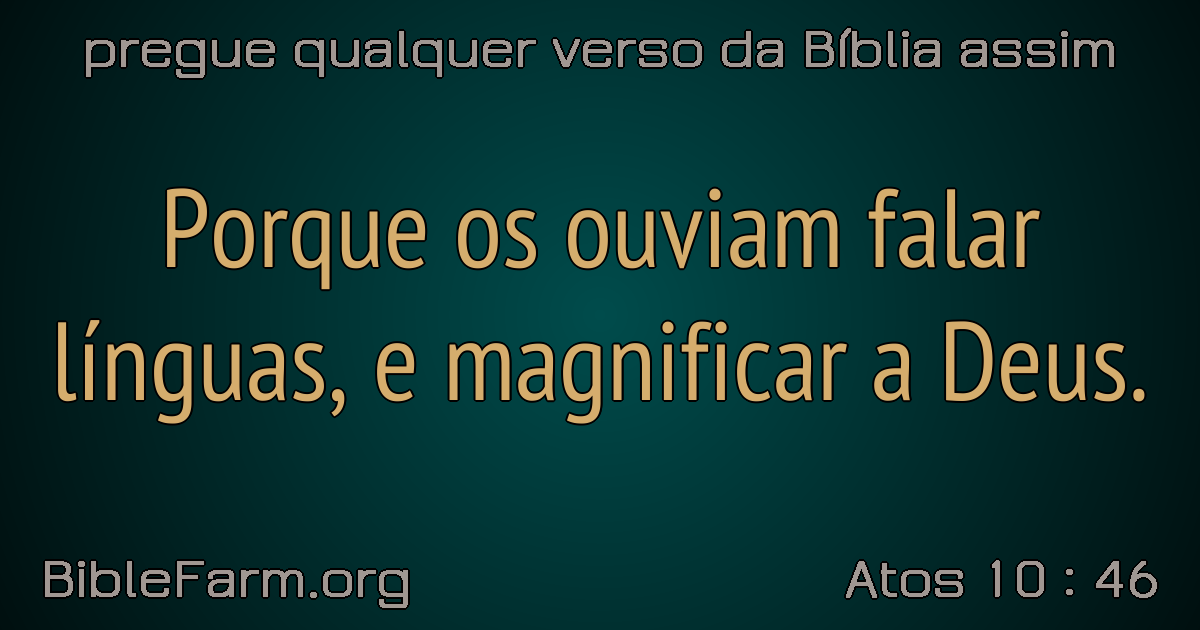 pregue qualquer verso da Bíblia assim
Porque os ouviam falar
línguas, e magnificar a Deus.
BibleFarm.org
Atos 10 : 46